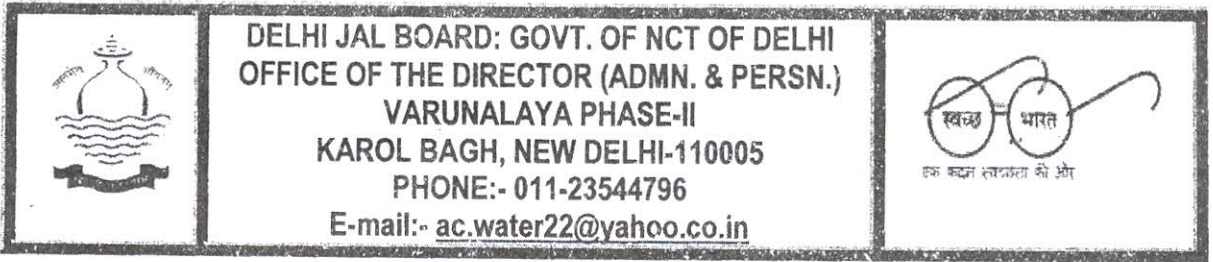 DELHI JAL BOARD: GOVT. OF NCT OF DELHI
OFFICE OF THE DIRECTOR (ADMN. & PERSN.)
VARUNALAYA PHASE-II
KAROL BAGH, NEW DELHI-110005
PHONE:- 011-23544796
E-mail:- ac.water22@yahoo.co.in
स्वच्छ भारत
एक कदम स्वच्छता की ओर